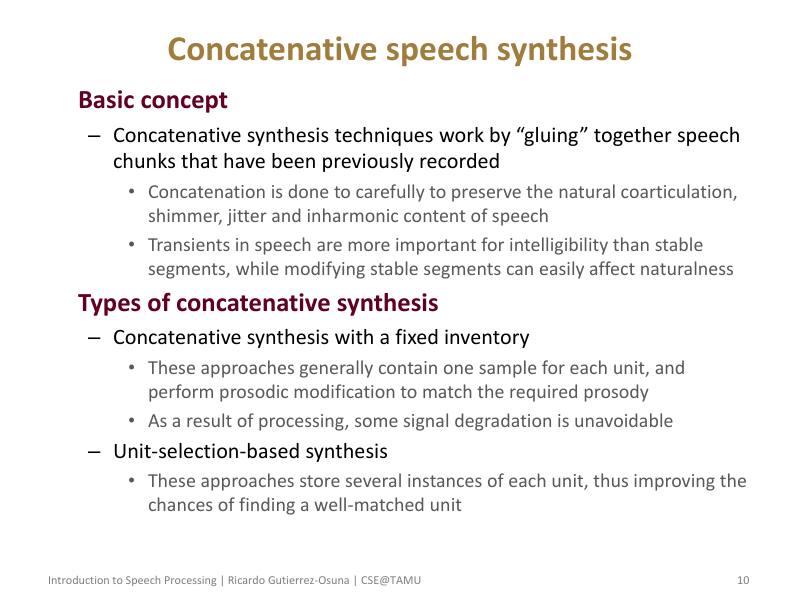 Concatenative speech synthesis
Basic concept
– Concatenative synthesis techniques work by “gluing” together speech
chunks that have been previously recorded
• Concatenation is done to carefully to preserve the natural coarticulation,
shimmer, jitter and inharmonic content of speech
• Transients in speech are more important for intelligibility than stable
segments, while modifying stable segments can easily affect naturalness
Types of concatenative synthesis
– Concatenative synthesis with a fixed inventory
• These approaches generally contain one sample for each unit, and
perform prosodic modification to match the required prosody
• As a result of processing, some signal degradation is unavoidable
– Unit-selection-based synthesis
• These approaches store several instances of each unit, thus improving the
chances of finding a well-matched unit
Introduction to Speech Processing | Ricardo Gutierrez-Osuna | CSE@TAMU 10